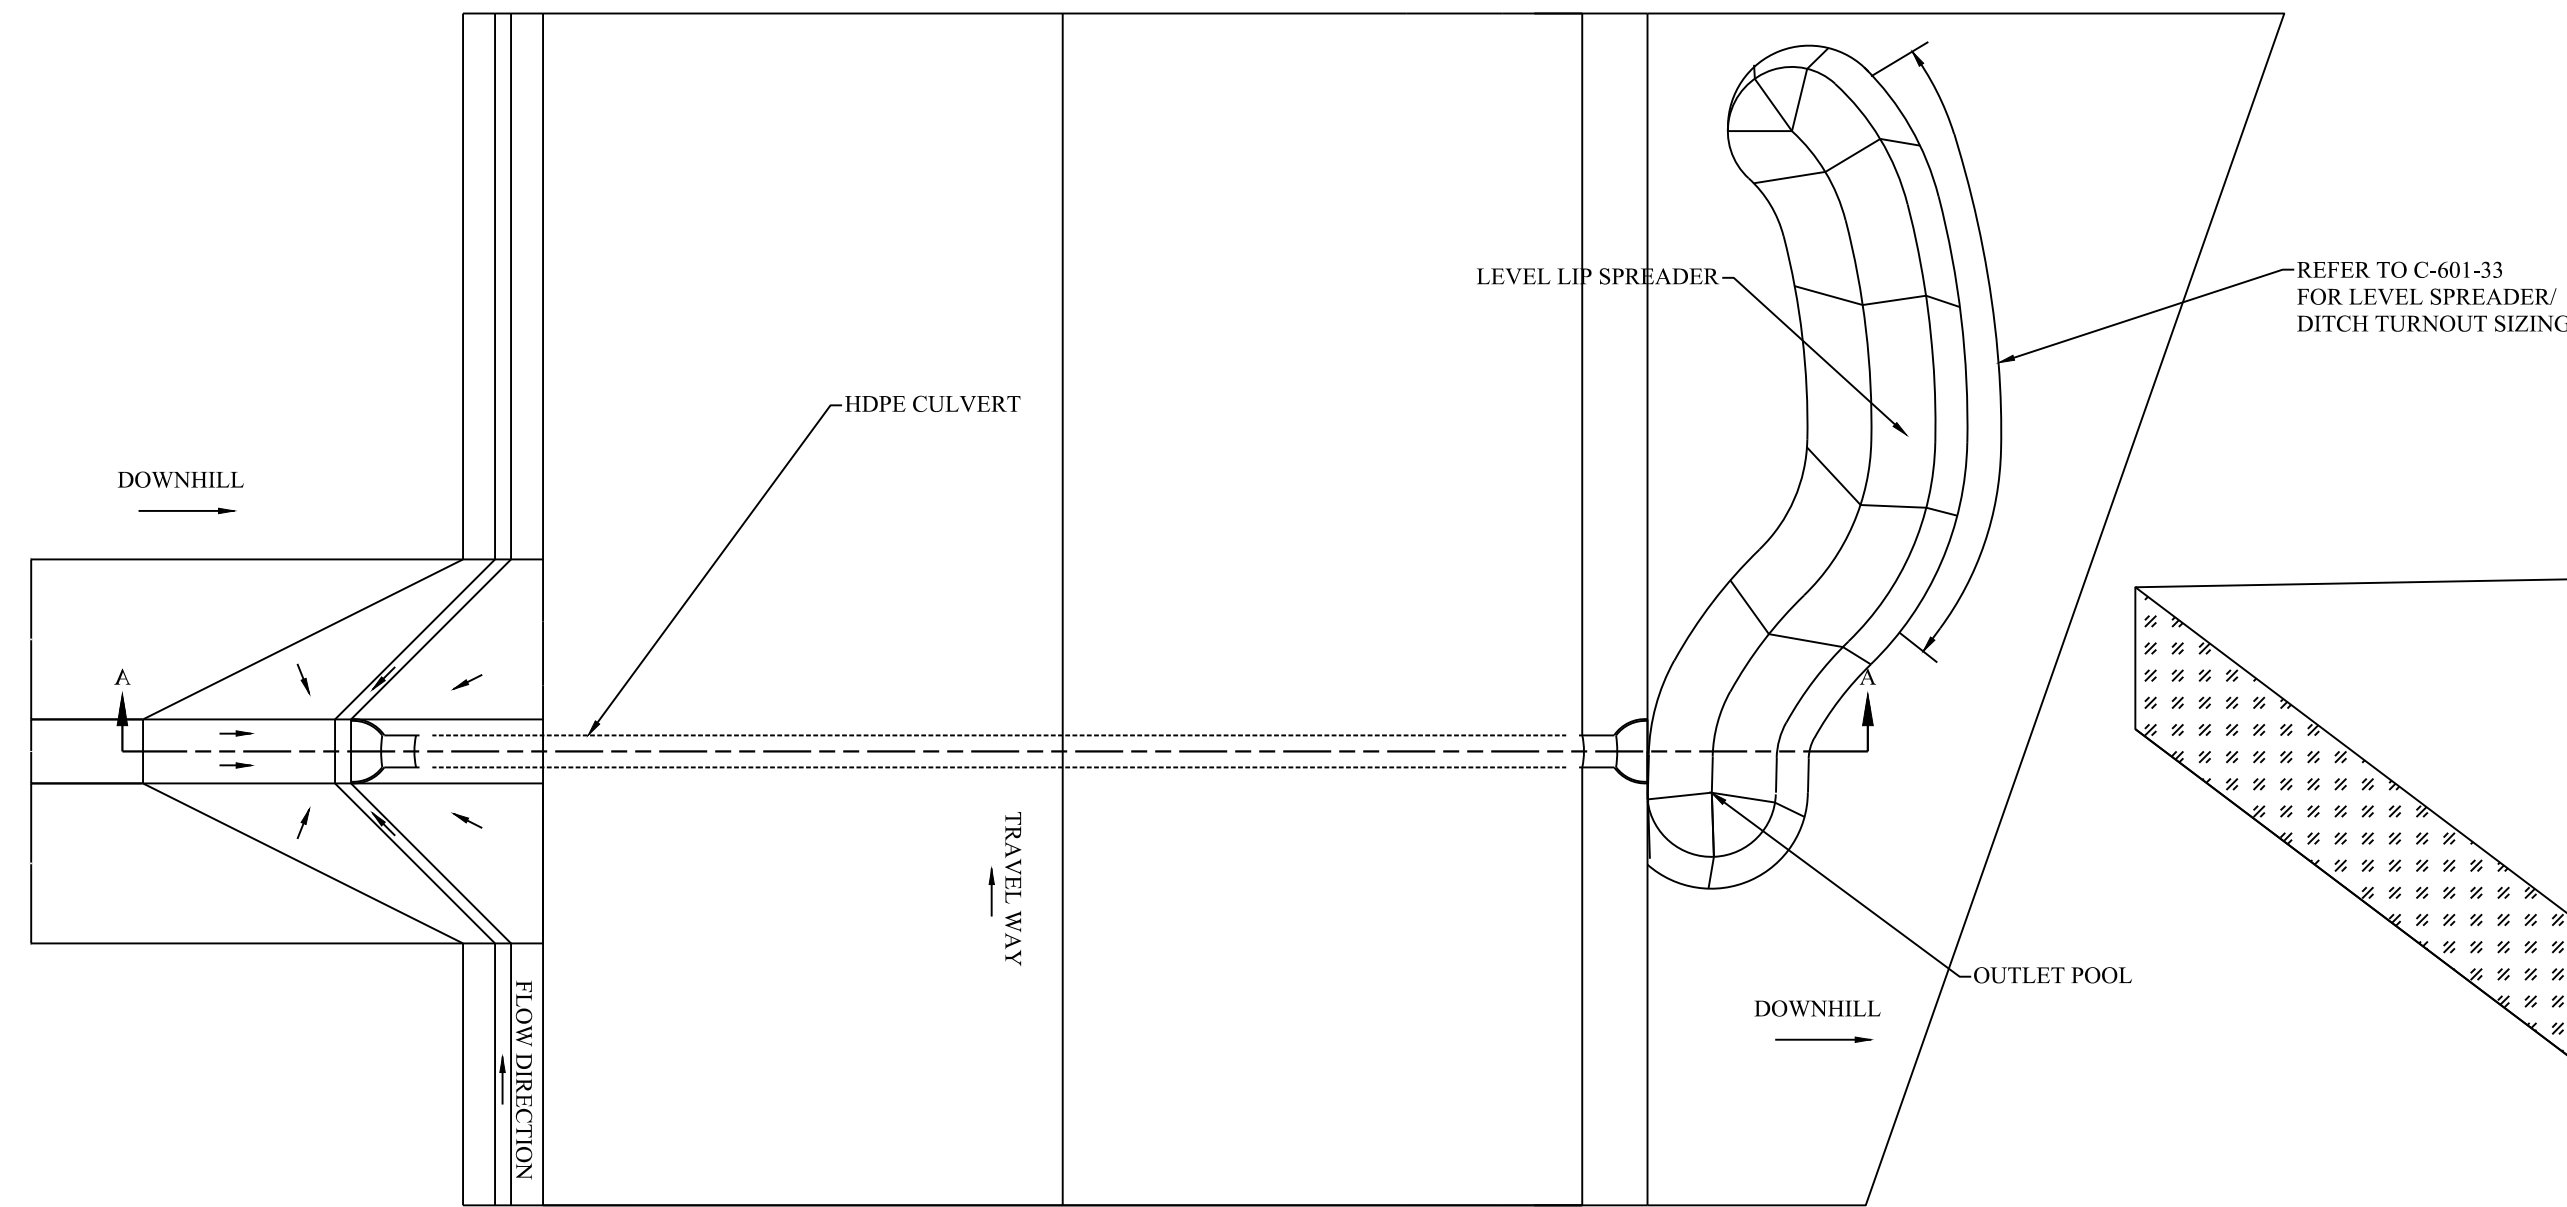 REFER TO C-601-33
FOR LEVEL SPREADER/
DITCH TURNOUT SIZING
LEVEL LIP SPREADER
HDPE CULVERT
DOWNHILL
A
A
TRAVEL WAY
OUTLET POOL
DOWNHILL
FLOW DIRECTION